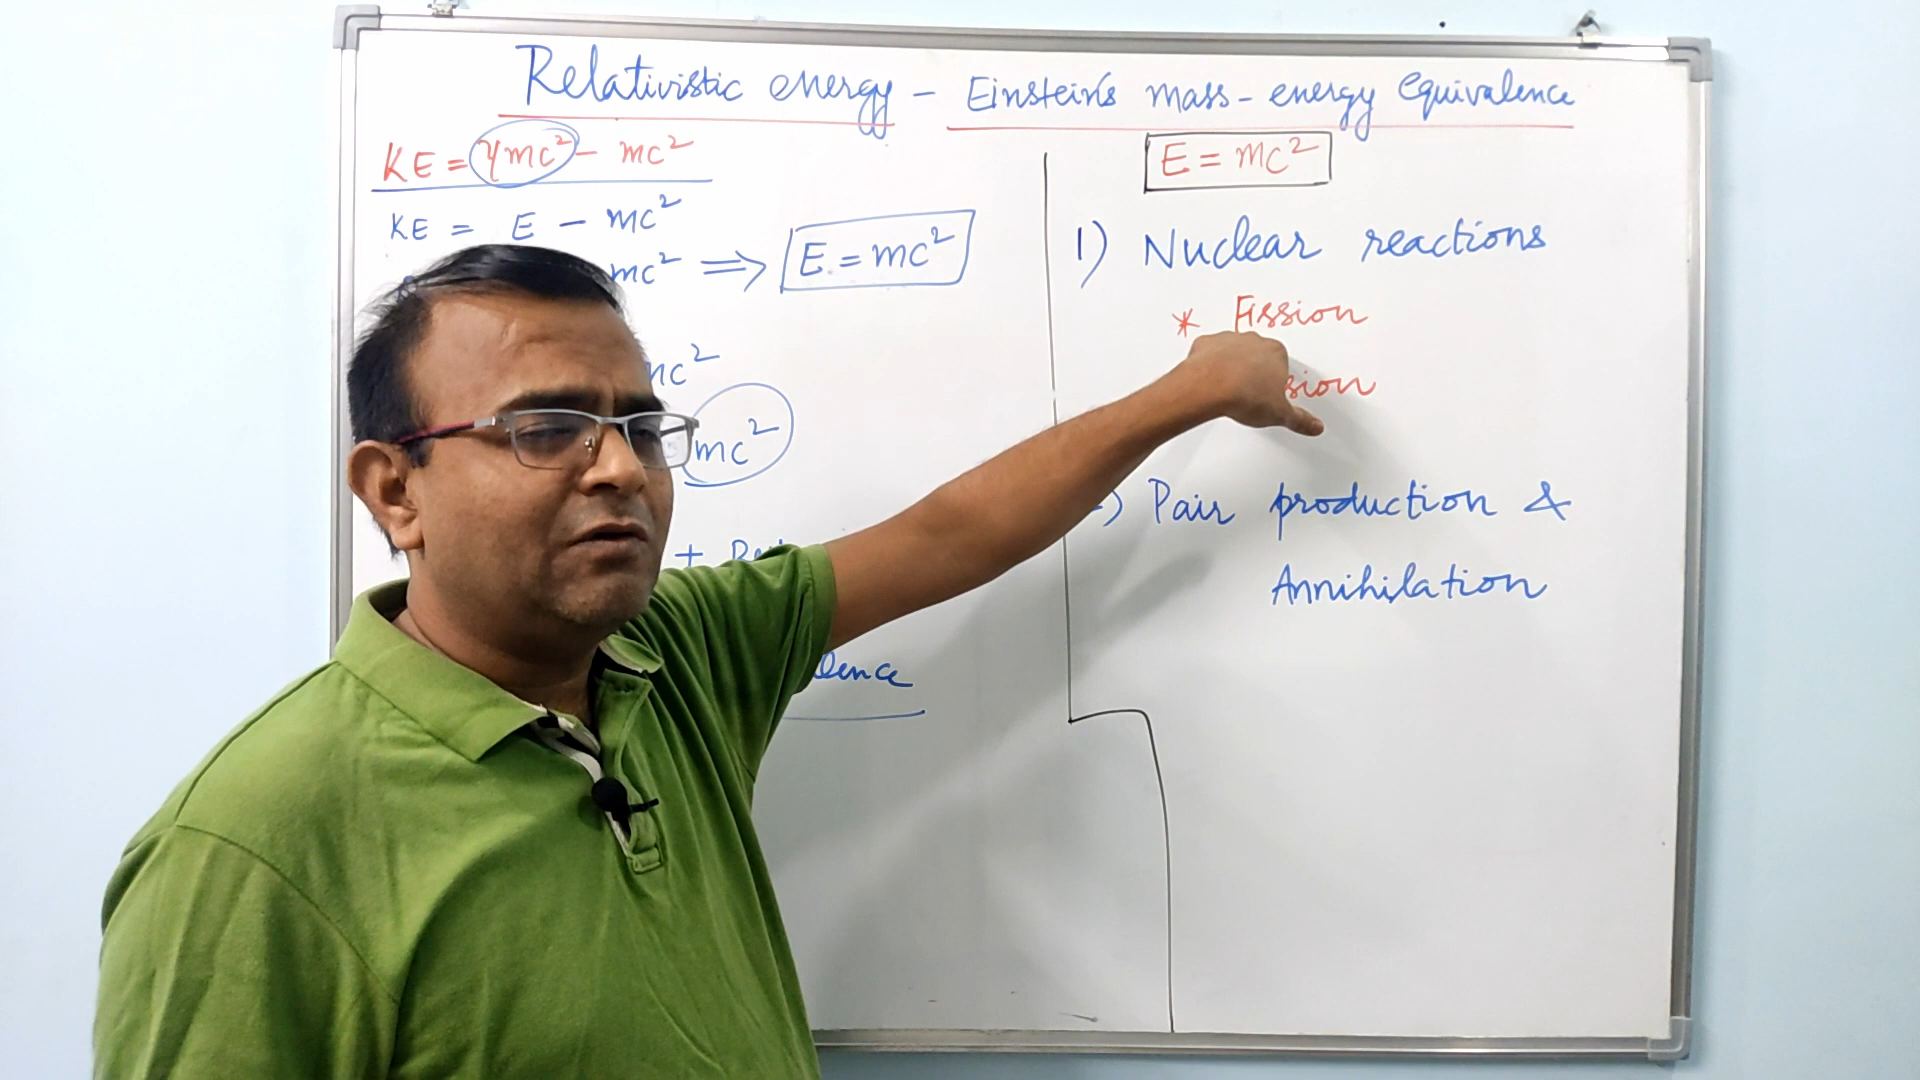 Relativistic energy - Einstein's mass-energy equivalence
KE = γmc² - mc²
KE = E - mc²
mc² ⟹ E = mc²
mc²
mc²
+
lence
E = mc²
1) Nuclear reactions
* Fission
sion
) Pair production &
Annihilation